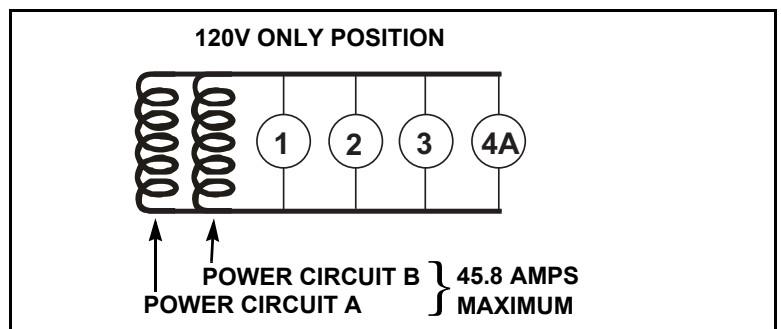 120V ONLY POSITION
1 2 3 4A
POWER CIRCUIT B
POWER CIRCUIT A
45.8 AMPS
MAXIMUM